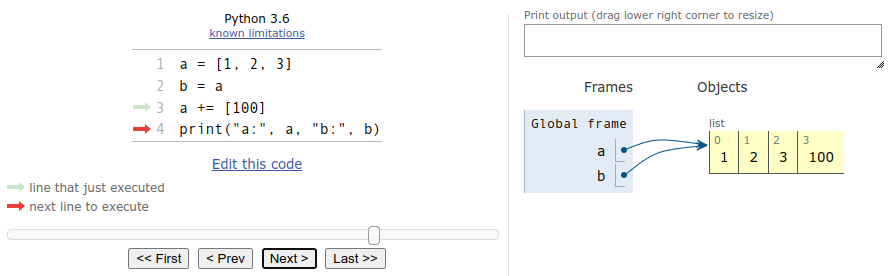 Python 3.6
known limitations
1 a = [1, 2, 3]
2 b = a
3 a += [100]
4 print("a:", a, "b:", b)
Edit this code
line that just executed
next line to execute
<< First < Prev Next > Last >>
Print output (drag lower right corner to resize)
Frames Objects
Global frame
a
b
list
0 1 2 3
1 2 3 100